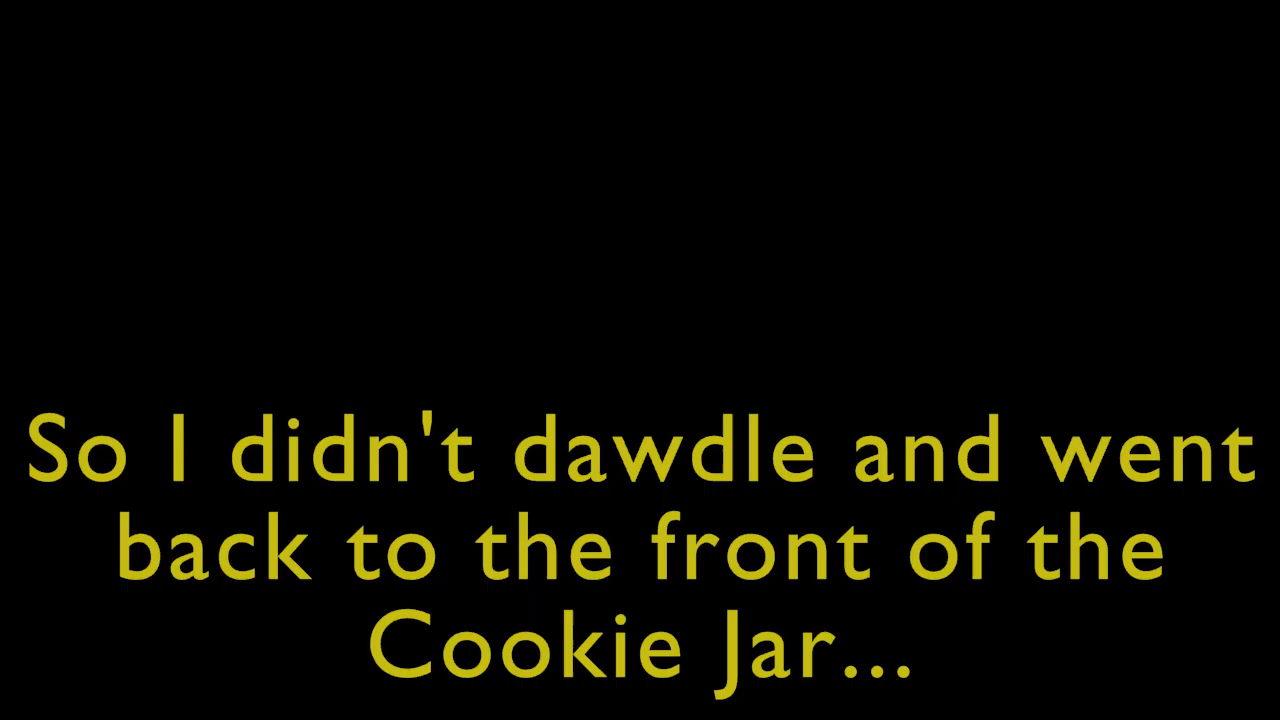 So I didn't dawdle and went
back to the front of the
Cookie Jar...